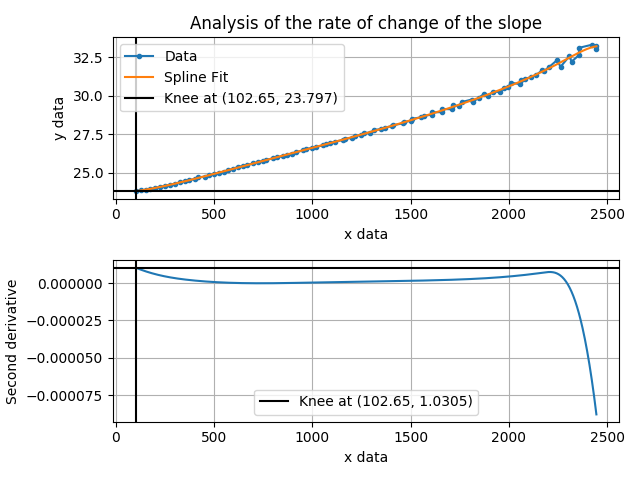 Analysis of the rate of change of the slope
Data
Spline Fit
Knee at (102.65, 23.797)
y data
32.5
30.0
27.5
25.0
0
500
1000
1500
2000
2500
x data
Second derivative
0.000000
−0.000025
−0.000050
−0.000075
Knee at (102.65, 1.0305)
0
500
1000
1500
2000
2500
x data